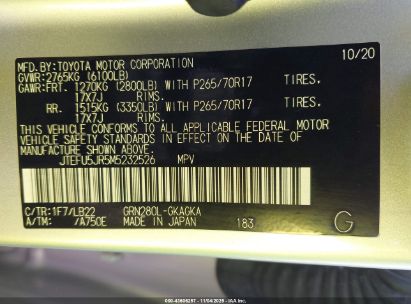 MFD.BY:TOYOTA MOTOR CORPORATION 10/20
GVWR:2765KG (6100LB)
GAWR:FRT. 1270KG (2800LB) WITH P265/70R17 TIRES.
17X7J RIMS.
RR. 1515KG (3350LB) WITH P265/70R17 TIRES.
17X7J RIMS.
THIS VEHICLE CONFORMS TO ALL APPLICABLE FEDERAL MOTOR
VEHICLE SAFETY STANDARDS IN EFFECT ON THE DATE OF
MANUFACTURE SHOWN ABOVE.
JTEFU5JR5M5232526 MPV
C/TR:1F7/LB22 GRN280L-GKAGKA
A/TM: /A750E MADE IN JAPAN 183 G